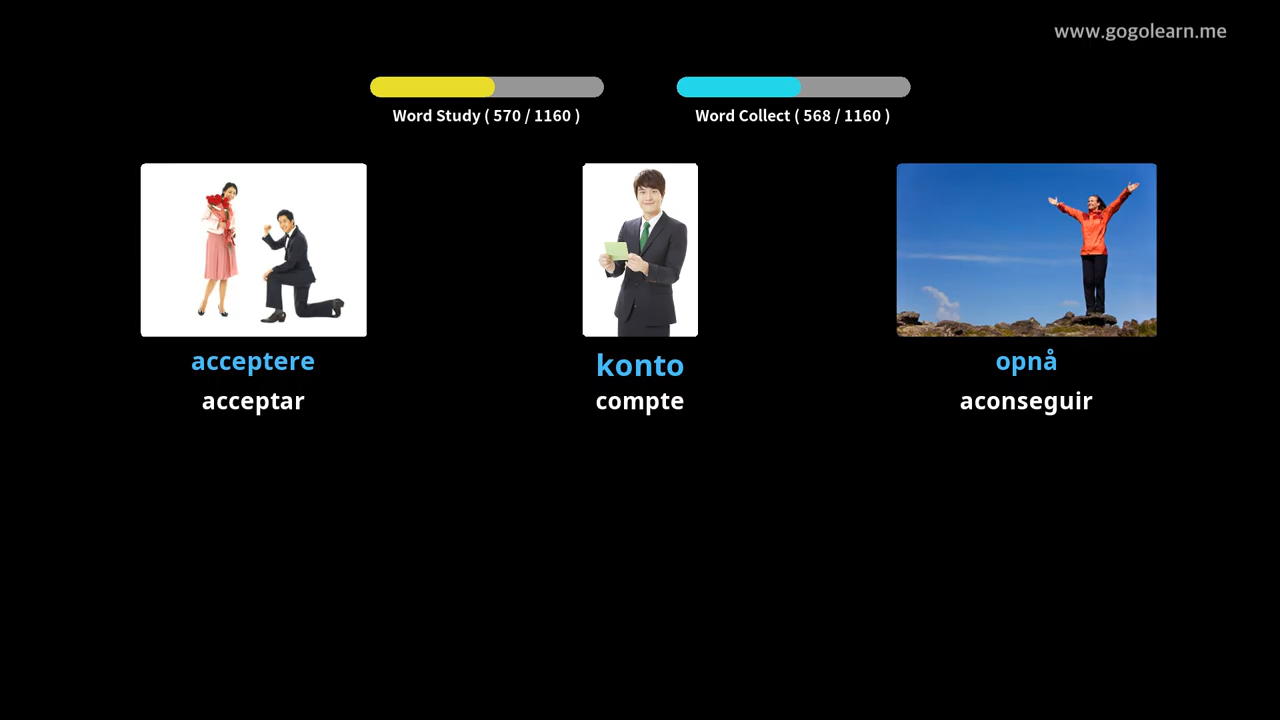 www.gogolearn.me
Word Study ( 570 / 1160 )
Word Collect ( 568 / 1160 )
acceptere
acceptar
konto
compte
opnå
aconseguir